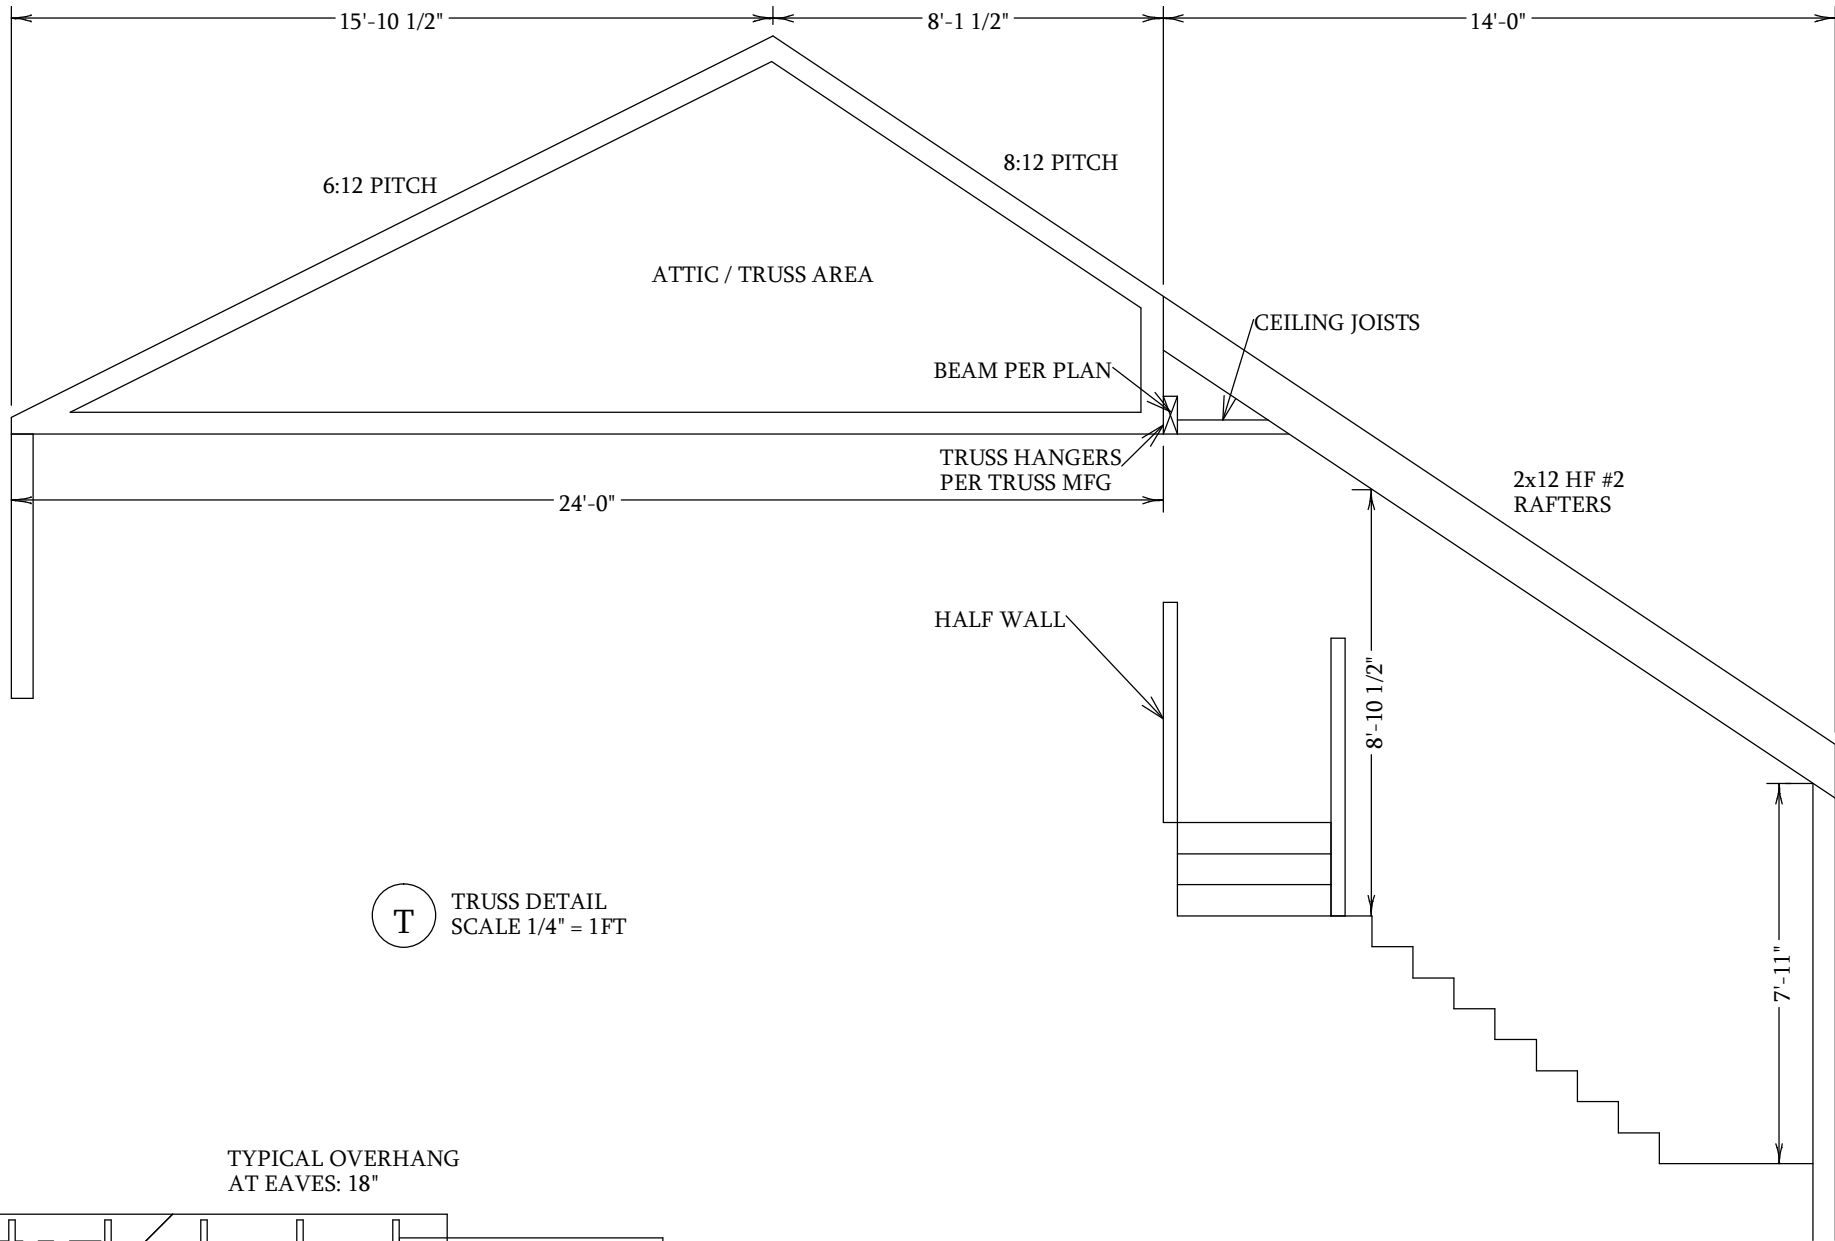 15'-10 1/2"
8'-1 1/2"
14'-0"
8:12 PITCH
6:12 PITCH
ATTIC / TRUSS AREA
CEILING JOISTS
BEAM PER PLAN
TRUSS HANGERS
PER TRUSS MFG
2x12 HF #2
RAFTERS
24'-0"
HALF WALL
8'-10 1/2"
T
TRUSS DETAIL
SCALE 1/4" = 1FT
7'-11"
TYPICAL OVERHANG
AT EAVES: 18"